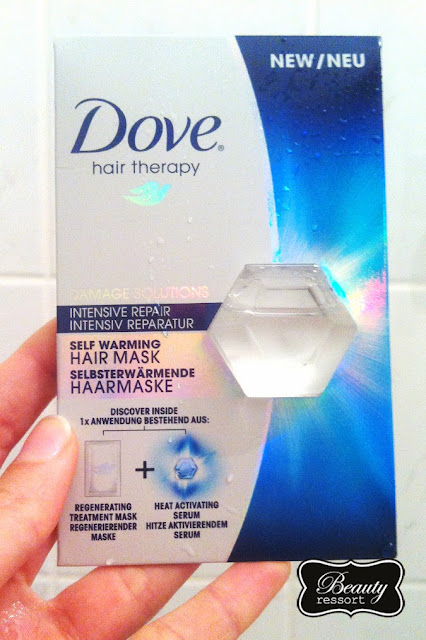 NEW/NEU
Dove®
hair therapy
DAMAGE SOLUTIONS
INTENSIVE REPAIR
INTENSIV REPARATUR
SELF WARMING
HAIR MASK
SELBSTERWÄRMENDE
HAARMASKE
DISCOVER INSIDE
1x ANWENDUNG BESTEHEND AUS:
+
REGENERATING
TREATMENT MASK
REGENERIERENDER
MASKE
HEAT ACTIVATING
SERUM
HITZE AKTIVIERENDEM
SERUM
Beauty
ressort